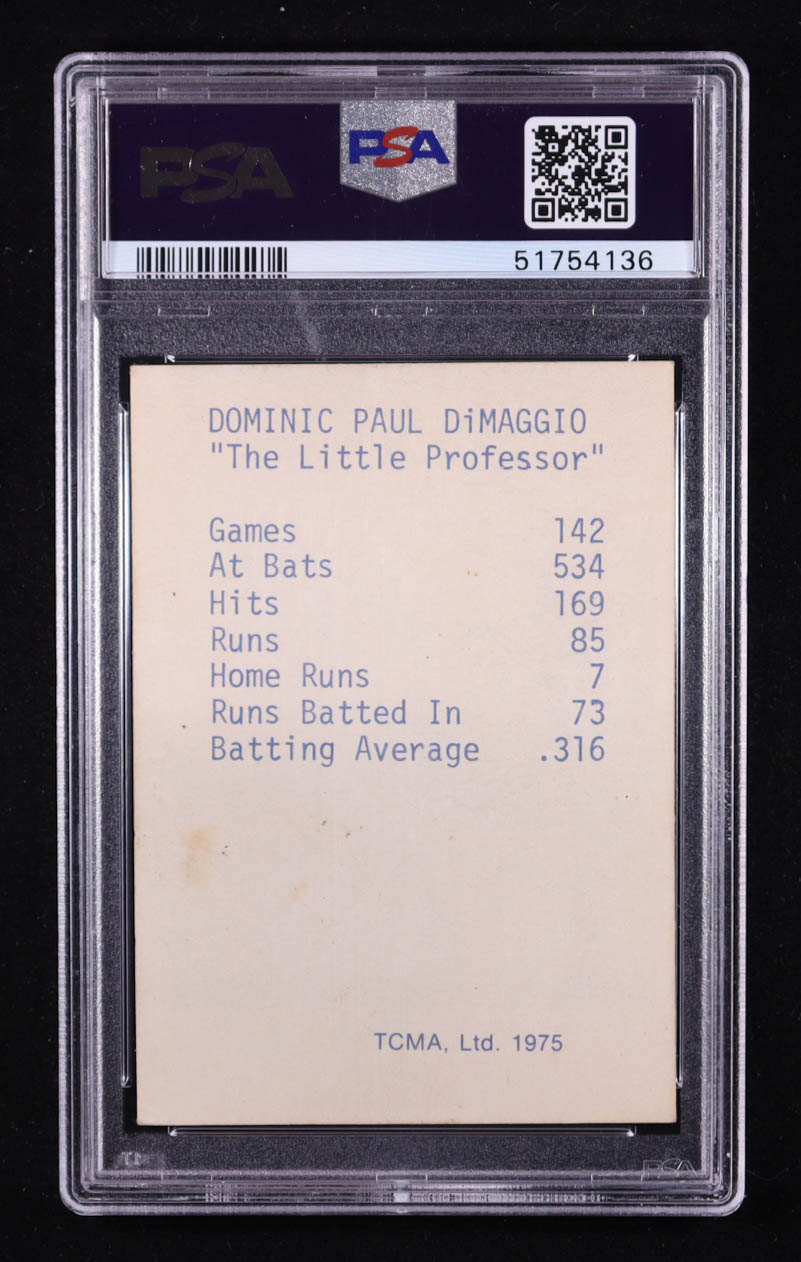 PSA
PSA
51754136
DOMINIC PAUL DiMAGGIO
"The Little Professor"
Games 142
At Bats 534
Hits 169
Runs 85
Home Runs 7
Runs Batted In 73
Batting Average .316
TCMA, Ltd. 1975
PSA